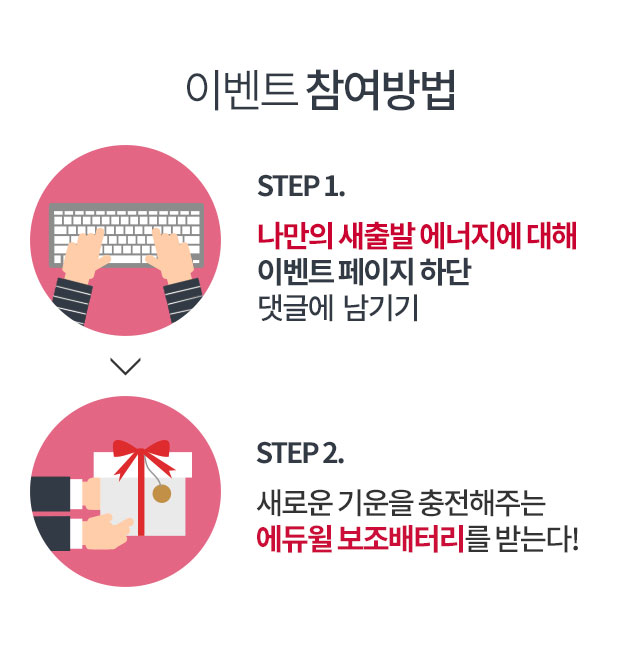 이벤트 참여방법
STEP 1.
나만의 새출발 에너지에 대해
이벤트 페이지 하단
댓글에 남기기
STEP 2.
새로운 기운을 충전해주는
에듀윌 보조배터리를 받는다!